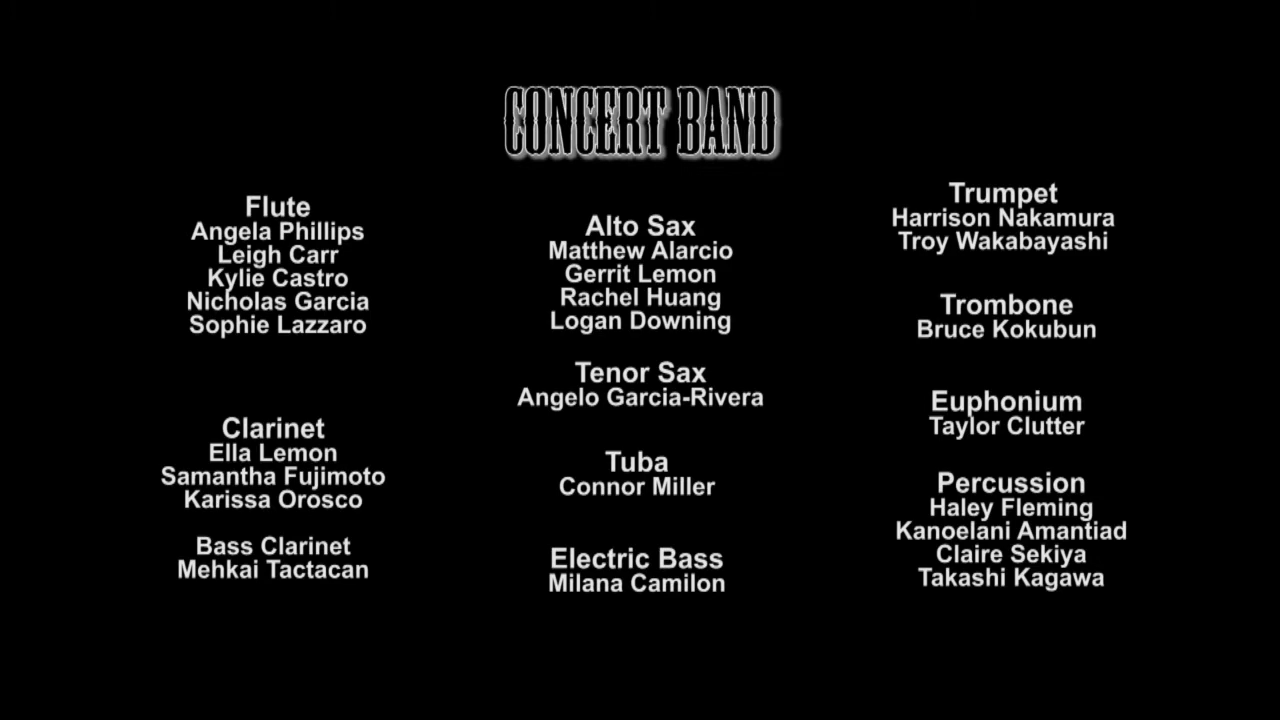 CONCERT BAND
Flute
Angela Phillips
Leigh Carr
Kylie Castro
Nicholas Garcia
Sophie Lazzaro
Clarinet
Ella Lemon
Samantha Fujimoto
Karissa Orosco
Bass Clarinet
Mehkai Tactacan
Alto Sax
Matthew Alarcio
Gerrit Lemon
Rachel Huang
Logan Downing
Tenor Sax
Angelo Garcia-Rivera
Tuba
Connor Miller
Electric Bass
Milana Camilon
Trumpet
Harrison Nakamura
Troy Wakabayashi
Trombone
Bruce Kokubun
Euphonium
Taylor Clutter
Percussion
Haley Fleming
Kanoelani Amantiad
Claire Sekiya
Takashi Kagawa